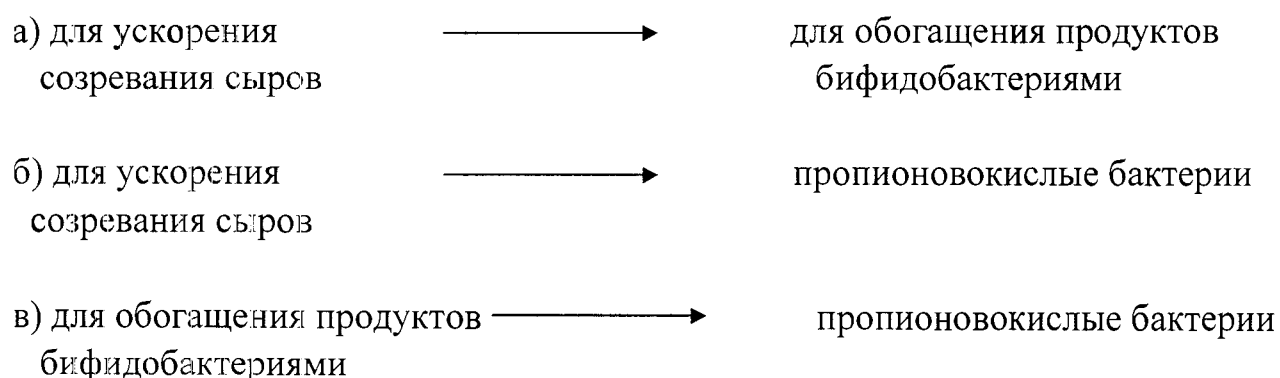 а) для ускорения для обогащения продуктов
созревания сыров бифидобактериями
б) для ускорения пропионовокислые бактерии
созревания сыров
в) для обогащения продуктов пропионовокислые бактерии
бифидобактериями